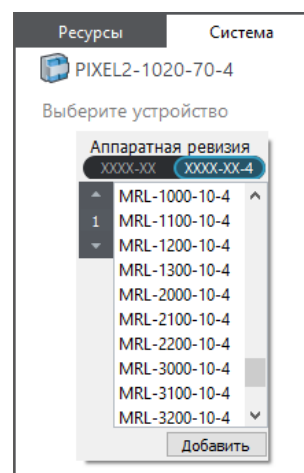 Ресурсы Система
PIXEL2-1020-70-4
Выберите устройство
Аппаратная ревизия
XXXX-XX XXXX-XX-4
MRL-1000-10-4
1 MRL-1100-10-4
MRL-1200-10-4
MRL-1300-10-4
MRL-2000-10-4
MRL-2100-10-4
MRL-2200-10-4
MRL-3000-10-4
MRL-3100-10-4
MRL-3200-10-4
Добавить